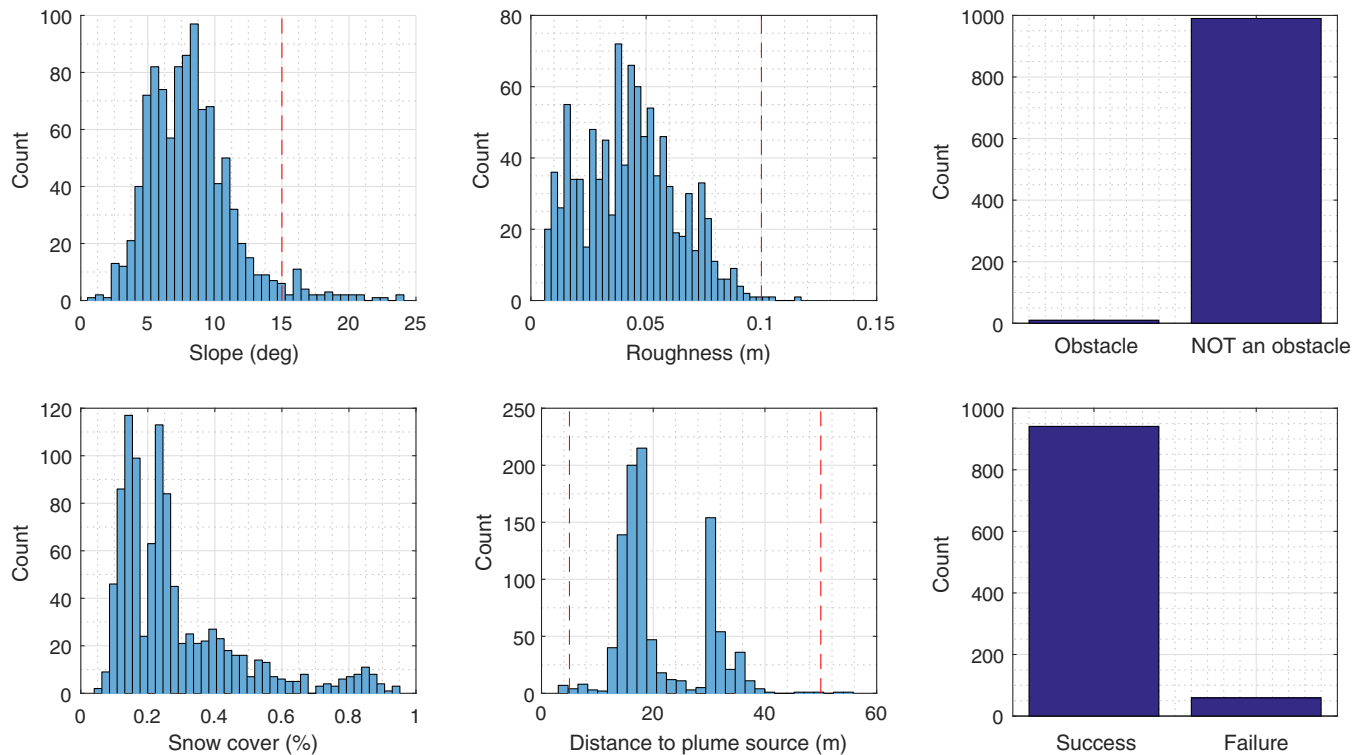 100
80
60
40
20
0
Count
0 5 10 15 20 25
Slope (deg)
80
60
40
20
0
Count
0 0.05 0.1 0.15
Roughness (m)
1000
800
600
400
200
0
Count
Obstacle NOT an obstacle
120
100
80
60
40
20
0
Count
0 0.2 0.4 0.6 0.8 1
Snow cover (%)
250
200
150
100
50
0
Count
0 20 40 60
Distance to plume source (m)
1000
800
600
400
200
0
Count
Success Failure